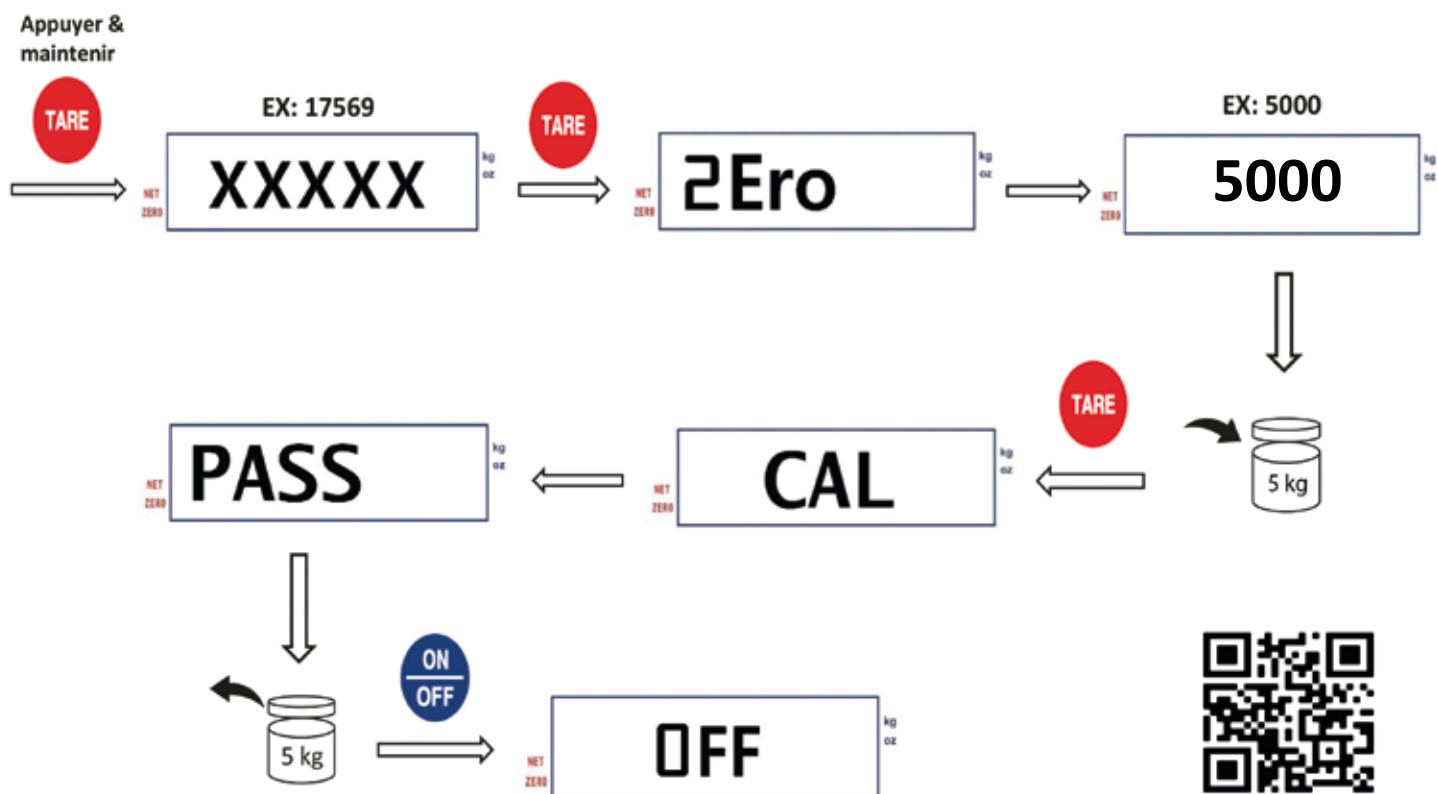 Appuyer &
maintenir
TARE
EX: 17569
XXXXX
kg
oz
NET
ZERO
TARE
2Ero
kg
oz
NET
ZERO
EX: 5000
5000
kg
oz
NET
ZERO
5 kg
TARE
CAL
kg
oz
NET
ZERO
PASS
kg
oz
NET
ZERO
5 kg
ON
OFF
OFF
kg
oz
NET
ZERO